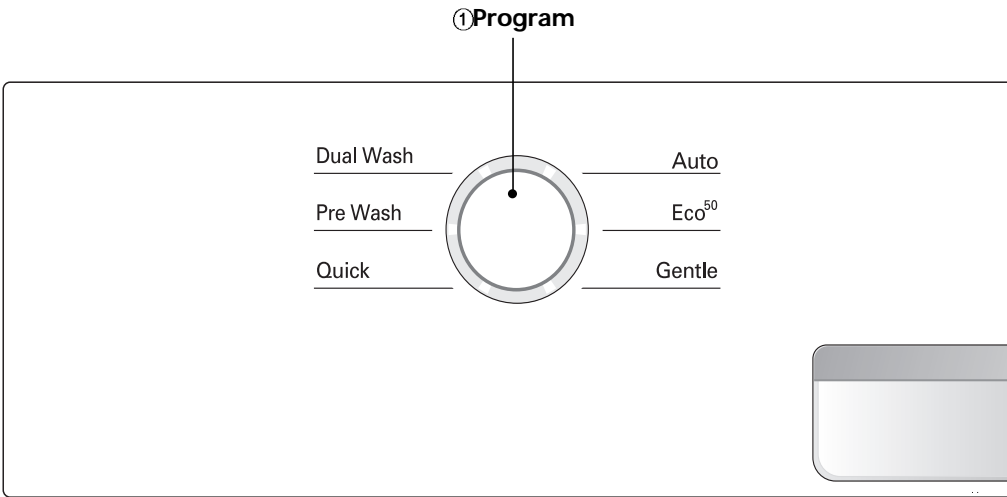 ①Program
Dual Wash
Auto
Pre Wash
Eco⁵⁰
Quick
Gentle